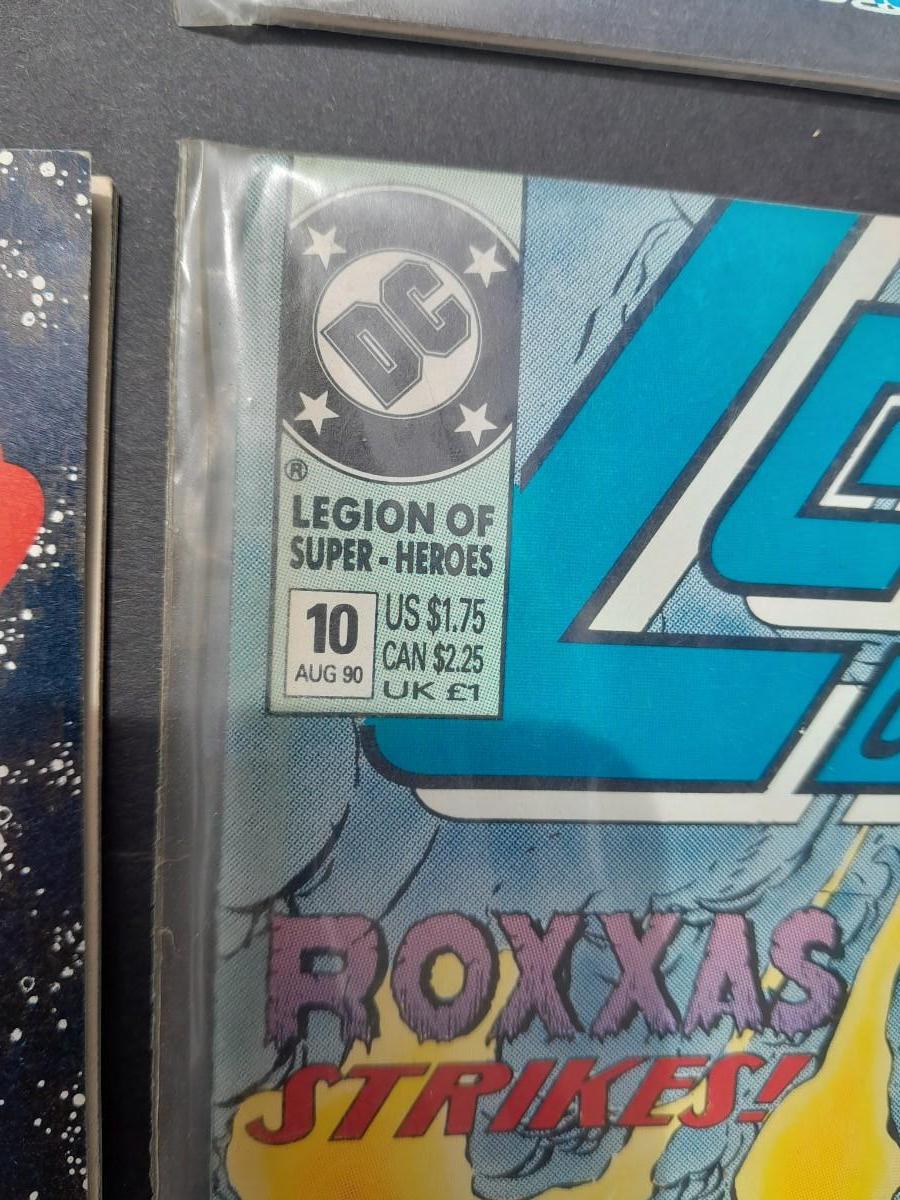 DC
®
LEGION OF
SUPER-HEROES
10
AUG 90
US $1.75
CAN $2.25
UK £1
ROXXAS
STRIKES!